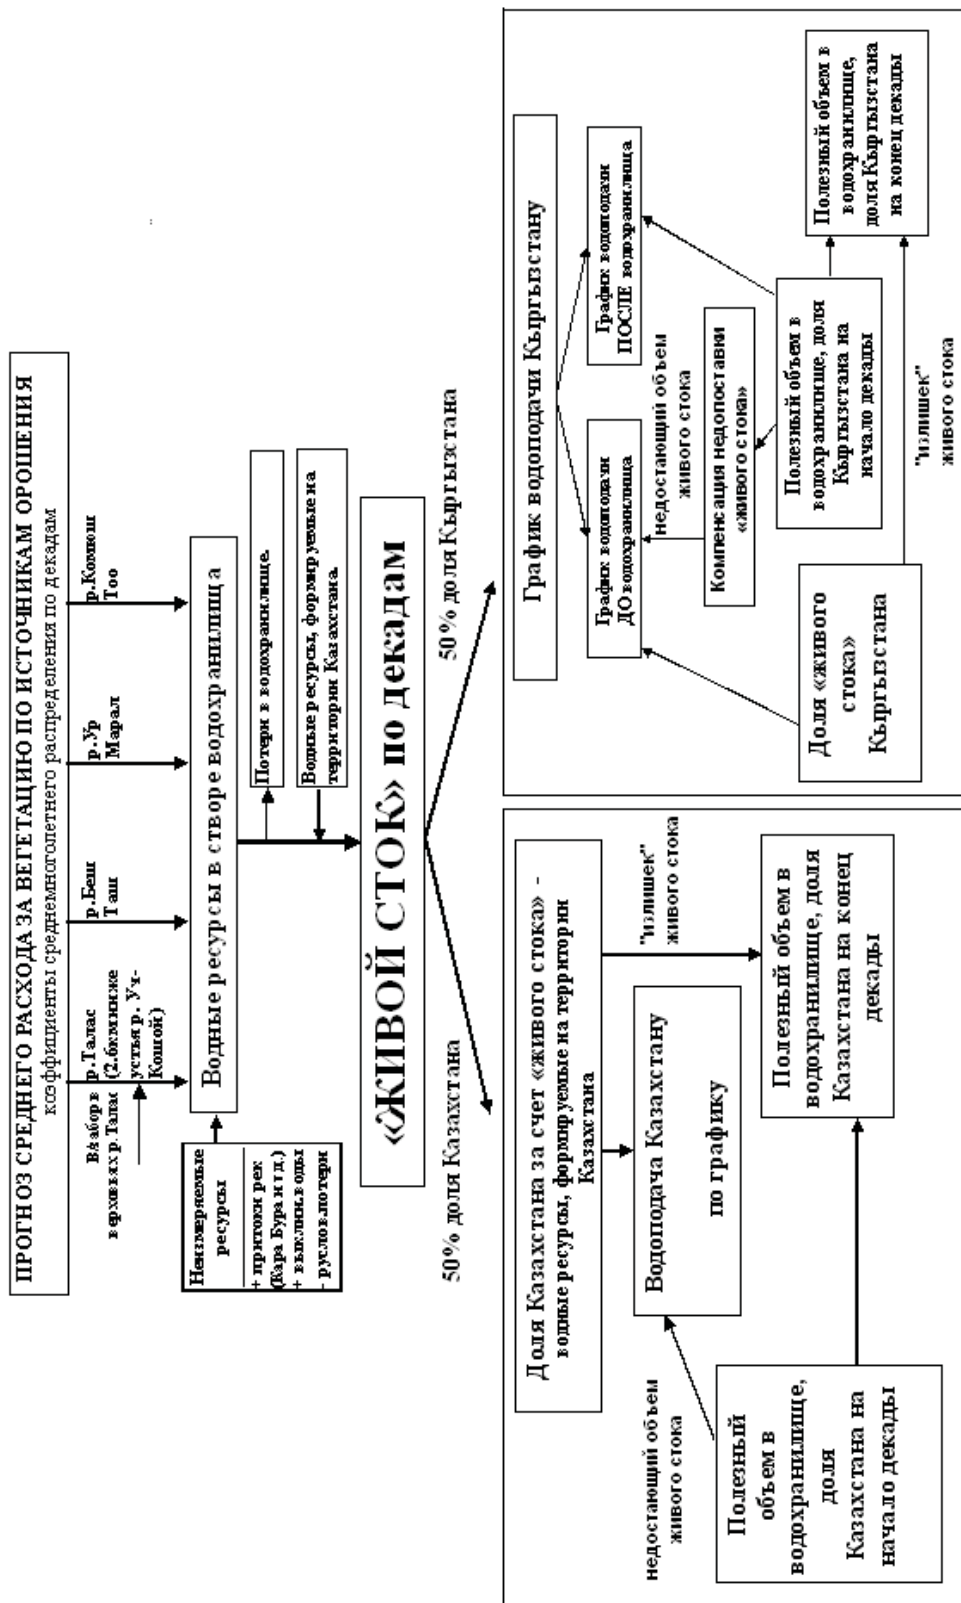 ПРОГНОЗ СРЕДНЕГО РАСХОДА ЗА ВЕГЕТАЦИЮ ПО ИСТОЧНИКАМ ОРОШЕНИЯ
коэффициенты среднемноголетнего распределения по декадам
В/забор в
верховьях р.Талас
р.Талас
(2.6км ниже
устья р. Уч-
Кошой)
р.Беш
Таш
р.Ур
Марал
р.Комюш
Тоо
Неизмеряемые
ресурсы
+ притоки рек
(Кара Бура и т д.)
+ выклин.воды
- руслов.потери
Водные ресурсы в створе водохранилища
Потери в водохранилище.
Водные ресурсы, формируемые на
территории Казахстана.
«ЖИВОЙ СТОК» по декадам
50% доля Казахстана
50% доля Кыргызстана
Доля Казахстана за счет «живого стока» -
водные ресурсы, формируемые на территории
Казахстана
"излишек"
живого стока
Водоподача Казахстану
по графику
недостающий объем
живого стока
Полезный
объем в
водохранилище,
доля
Казахстана на
начало декады
Полезный объем в
водохранилище, доля
Казахстана на конец
декады
График водоподачи Кыргызстану
График водоподачи
ДО водохранилища
График водоподачи
ПОСЛЕ водохранилища
недостающий объем
живого стока
Компенсация недопоставки
«живого стока»
Доля «живого
стока»
Кыргызстана
Полезный объем в
водохранилище, доля
Кыргызстана на
начало декады
Полезный объем в
водохранилище,
доля Кыргызстана
на конец декады
"излишек"
живого стока